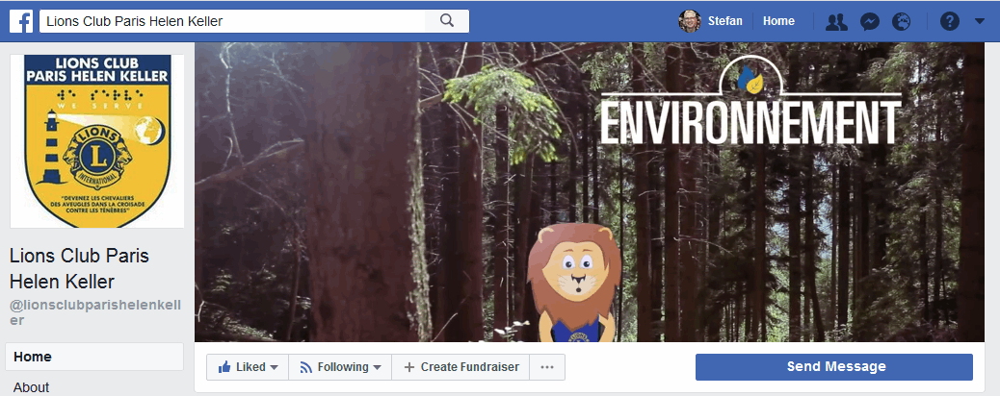 Lions Club Paris Helen Keller
Stefan
Home
LIONS CLUB
PARIS HELEN KELLER
WE SERVE
LIONS
L
INTERNATIONAL
"DEVENEZ LES CHEVALIERS
DES AVEUGLES DANS LA CROISADE
CONTRE LES TÉNÈBRES"
ENVIRONNEMENT
Lions Club Paris
Helen Keller
@lionsclubparishelenkell
er
Home
About
Liked
Following
+ Create Fundraiser
...
Send Message